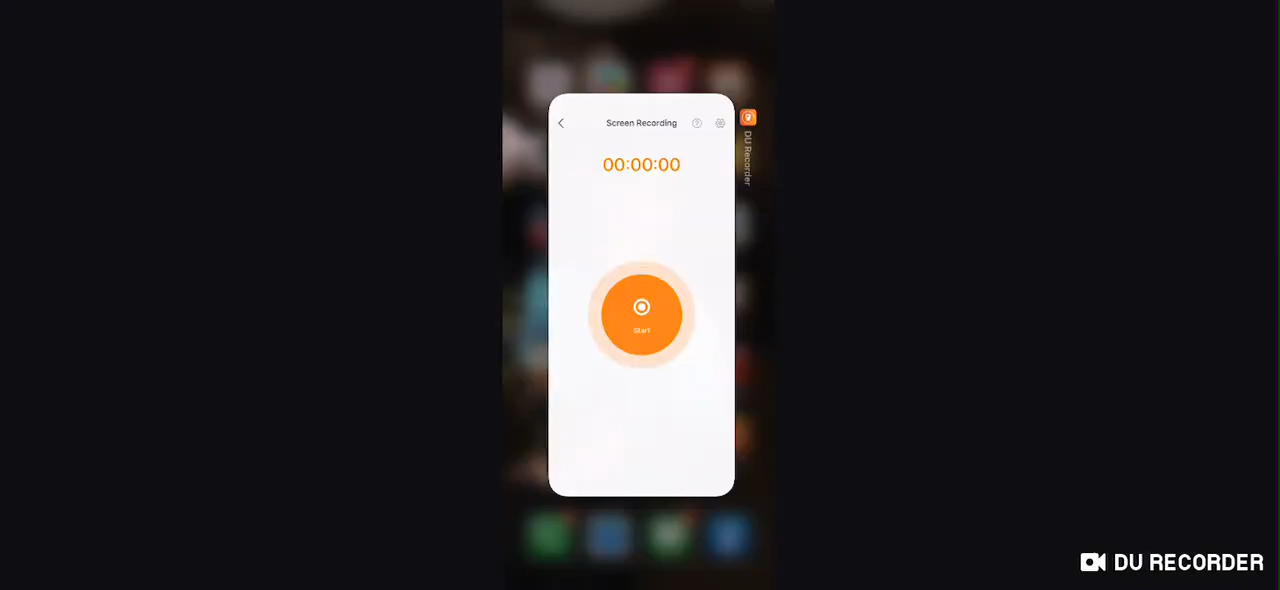 Screen Recording
00:00:00
Start
DU Recorder
DU RECORDER